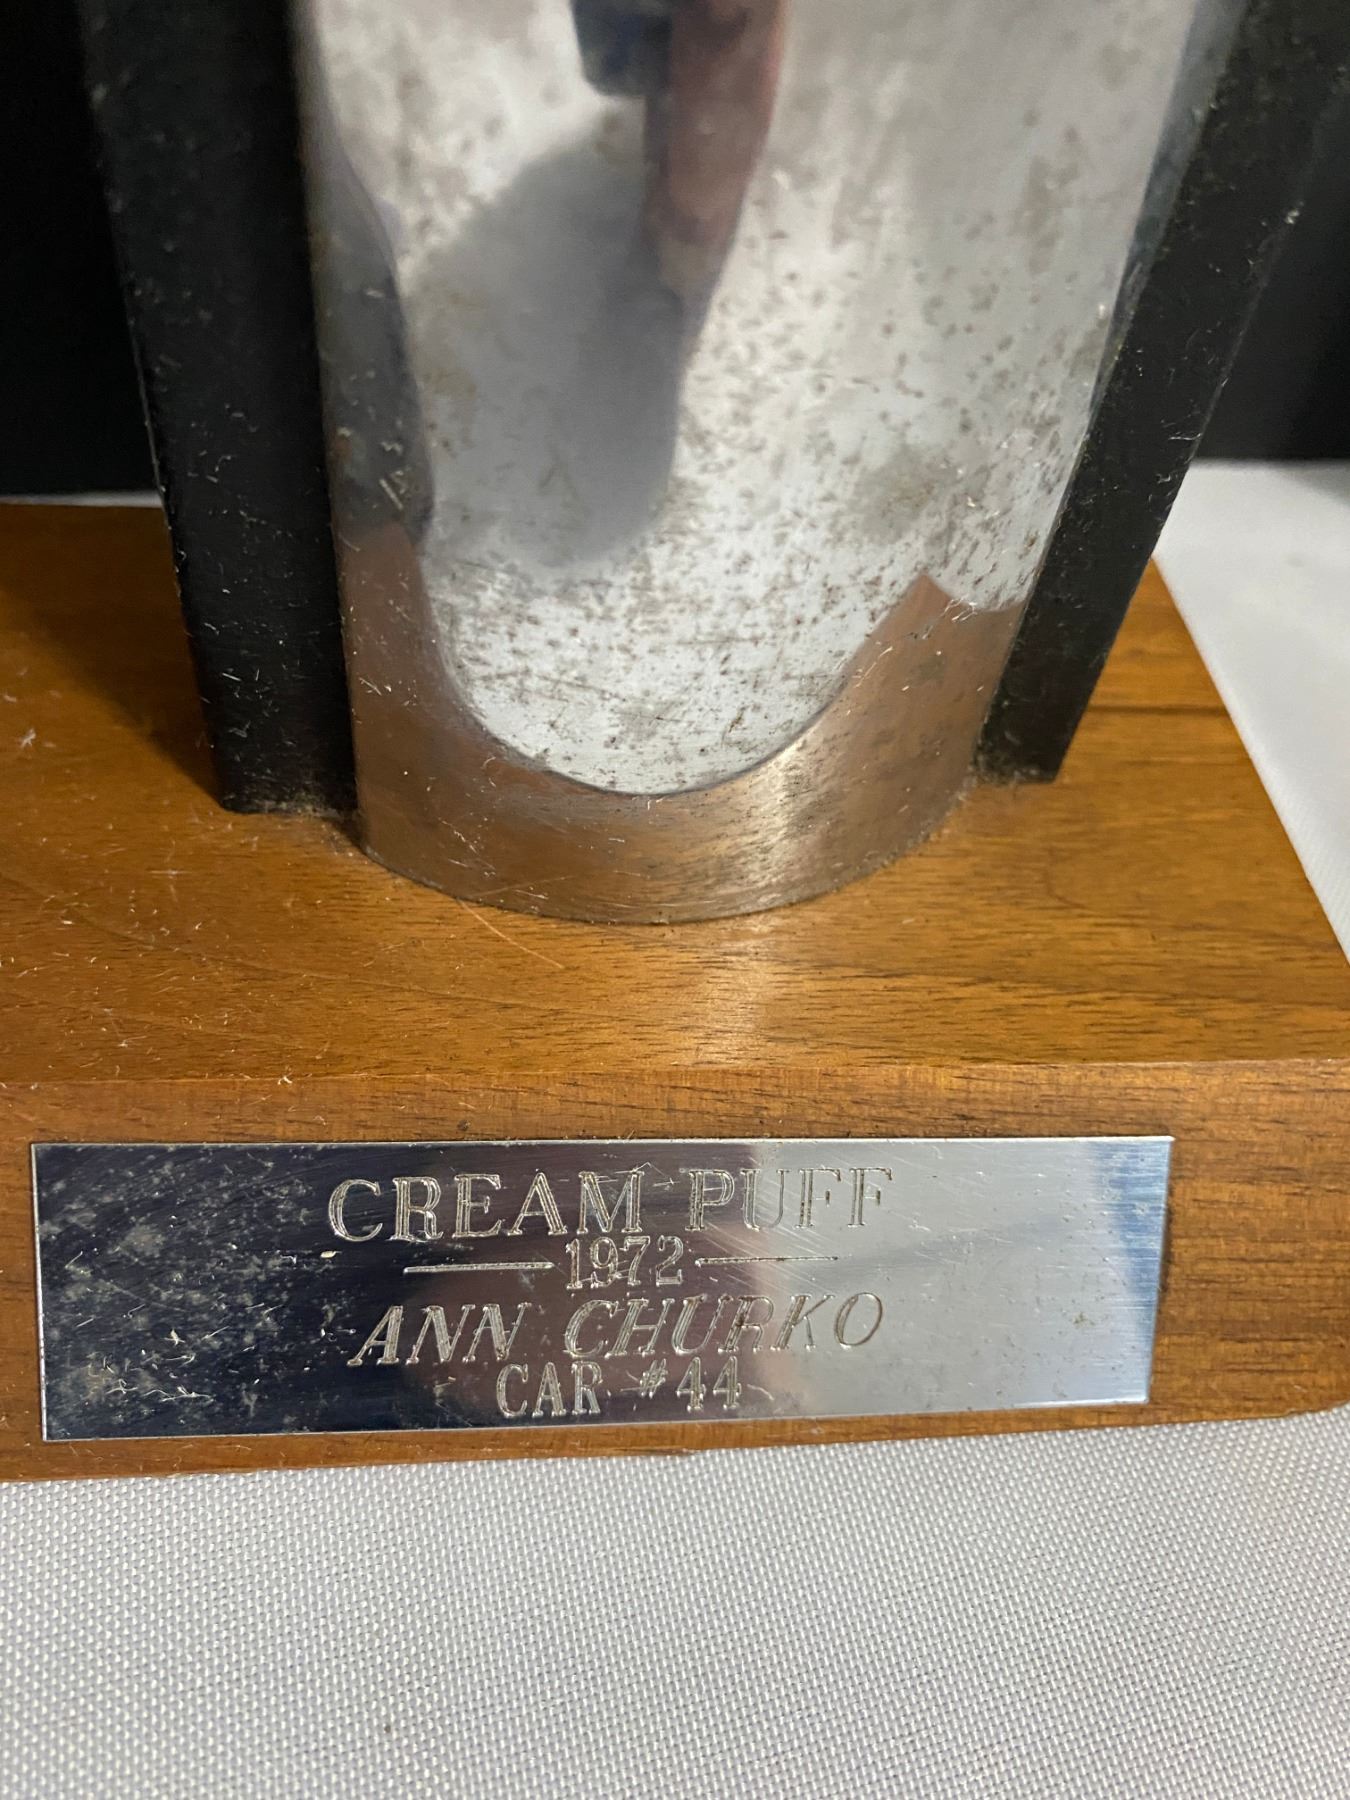 CREAM PUFF
1972
ANN CHURKO
CAR #44